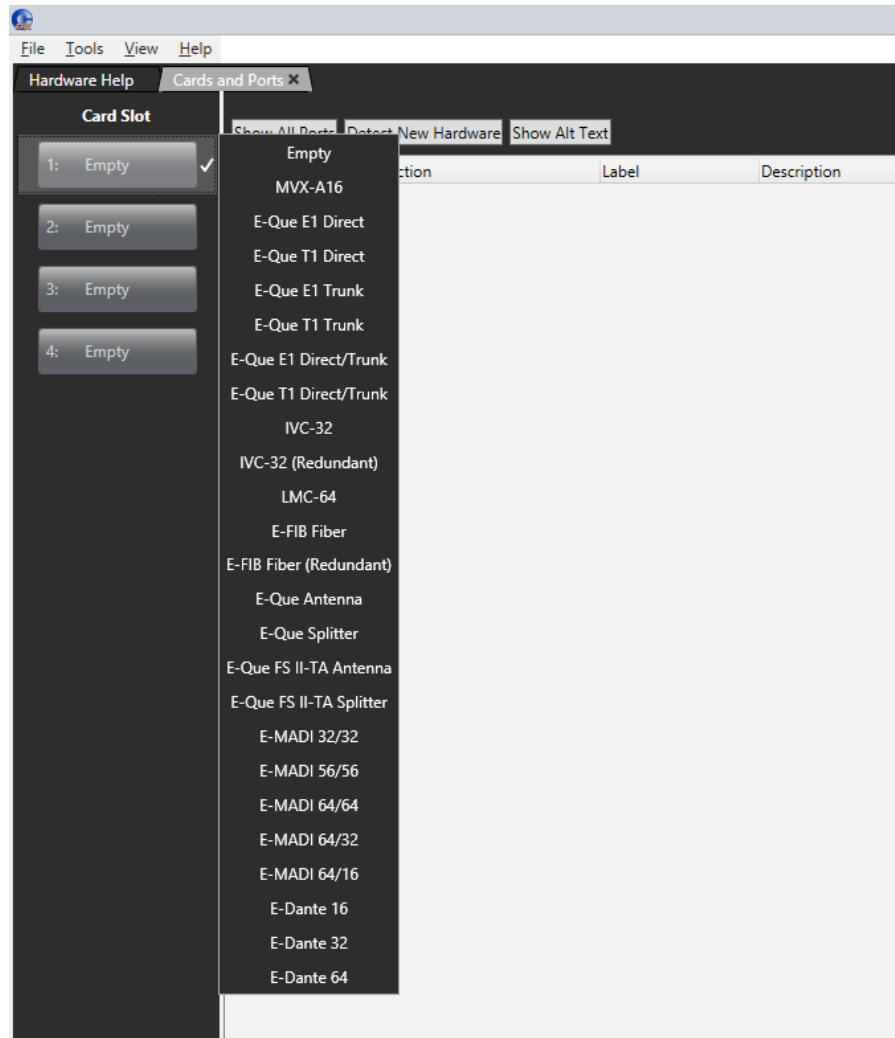 File Tools View Help
Hardware Help Cards and Ports ×
Card Slot
Show All Ports Detect New Hardware Show Alt Text
ction Label Description
1: Empty ✓
2: Empty
3: Empty
4: Empty
Empty
MVX-A16
E-Que E1 Direct
E-Que T1 Direct
E-Que E1 Trunk
E-Que T1 Trunk
E-Que E1 Direct/Trunk
E-Que T1 Direct/Trunk
IVC-32
IVC-32 (Redundant)
LMC-64
E-FIB Fiber
E-FIB Fiber (Redundant)
E-Que Antenna
E-Que Splitter
E-Que FS II-TA Antenna
E-Que FS II-TA Splitter
E-MADI 32/32
E-MADI 56/56
E-MADI 64/64
E-MADI 64/32
E-MADI 64/16
E-Dante 16
E-Dante 32
E-Dante 64